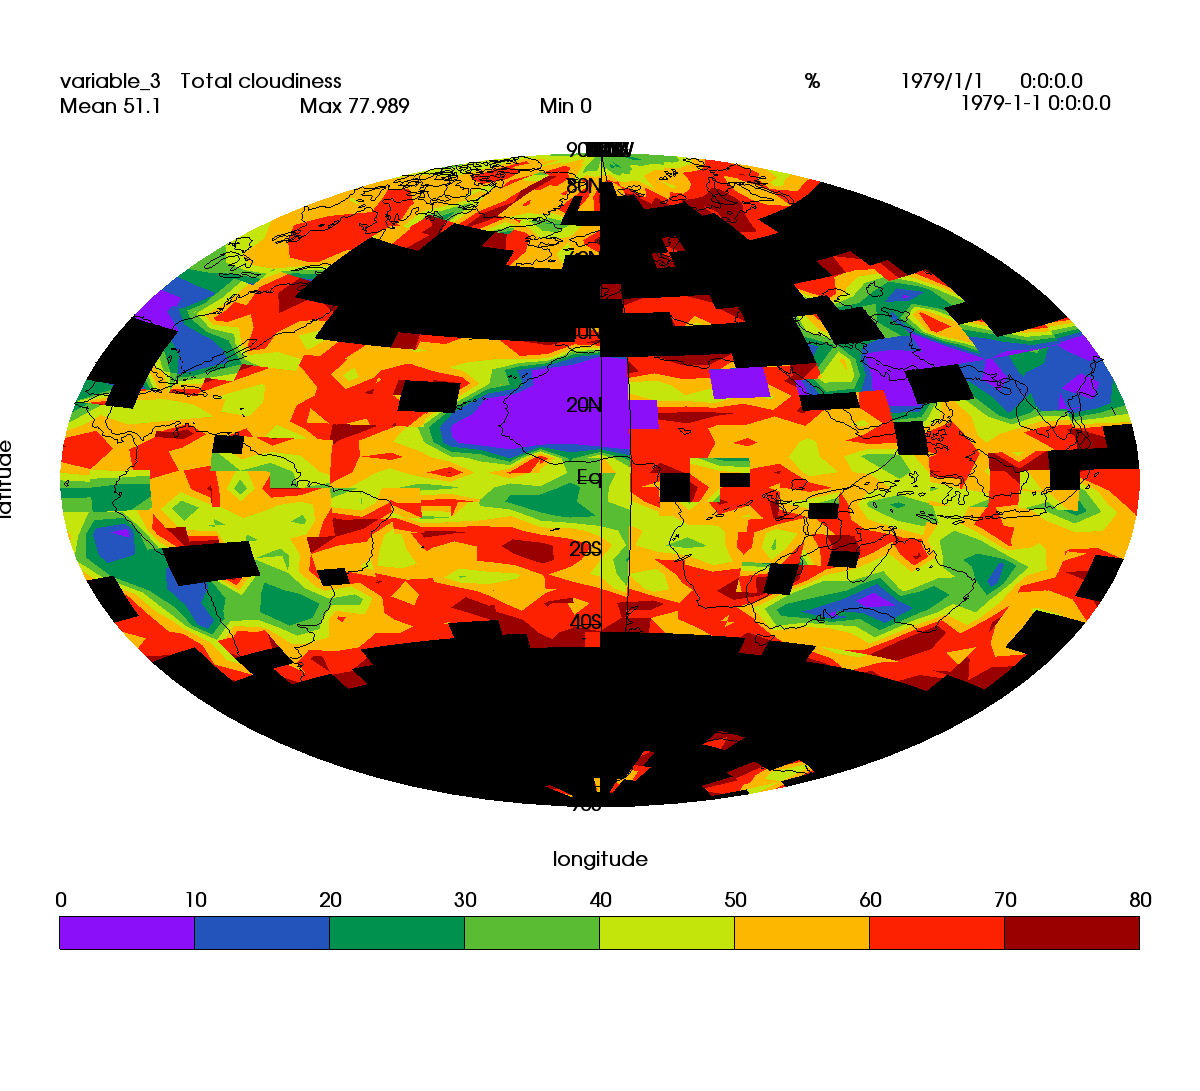 variable_3 Total cloudiness % 1979/1/1 0:0:0.0
Mean 51.1 Max 77.989 Min 0 1979-1-1 0:0:0.0
80N
20N
Eq
20S
40S
latitude
longitude
0 10 20 30 40 50 60 70 80